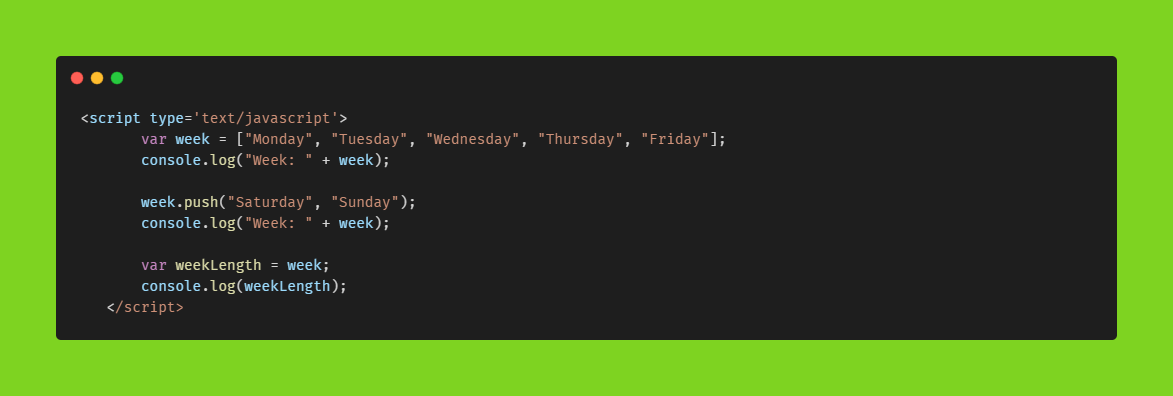 <script type='text/javascript'>
var week = ["Monday", "Tuesday", "Wednesday", "Thursday", "Friday"];
console.log("Week: " + week);
week.push("Saturday", "Sunday");
console.log("Week: " + week);
var weekLength = week;
console.log(weekLength);
</script>